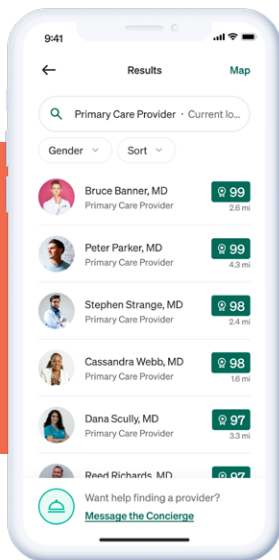 9:41
Results
Map
Primary Care Provider · Current lo...
Gender
Sort
Bruce Banner, MD
99
Primary Care Provider
2.6 mi
Peter Parker, MD
99
Primary Care Provider
4.3 mi
Stephen Strange, MD
98
Primary Care Provider
2.4 mi
Cassandra Webb, MD
98
Primary Care Provider
1.6 mi
Dana Scully, MD
97
Primary Care Provider
3.3 mi
Reed Richards, MD
97
Want help finding a provider?
Message the Concierge